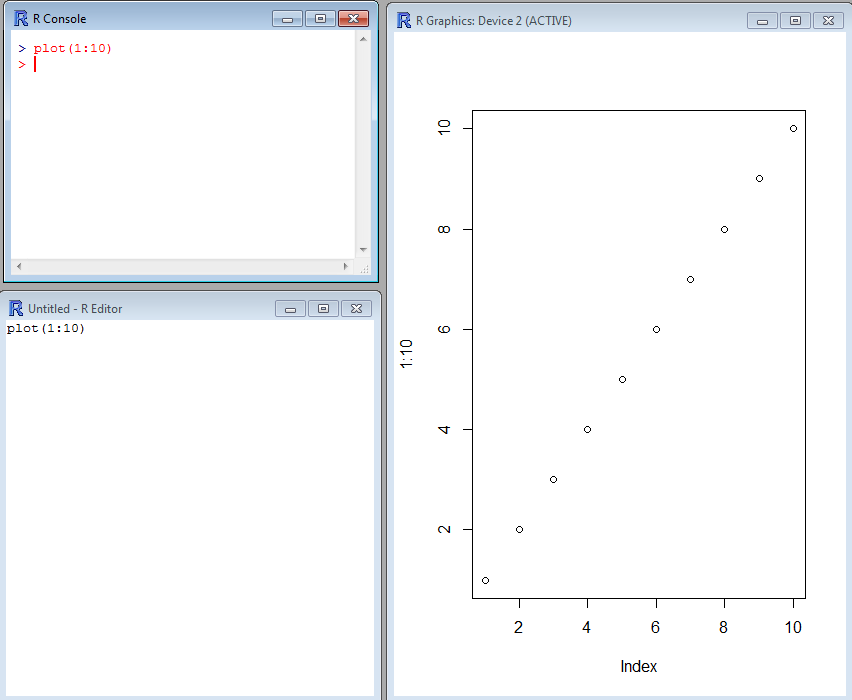 R Console
> plot(1:10)
>
Untitled - R Editor
plot(1:10)
R Graphics: Device 2 (ACTIVE)
10
8
6
4
2
1:10
2 4 6 8 10
Index